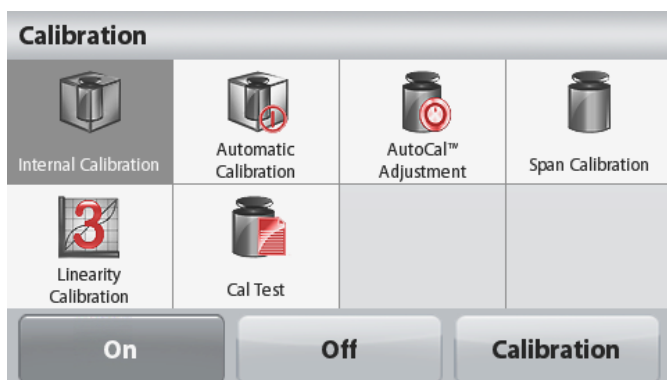 Calibration
Internal Calibration
Automatic
Calibration
AutoCal™
Adjustment
Span Calibration
3
Linearity
Calibration
Cal Test
On
Off
Calibration